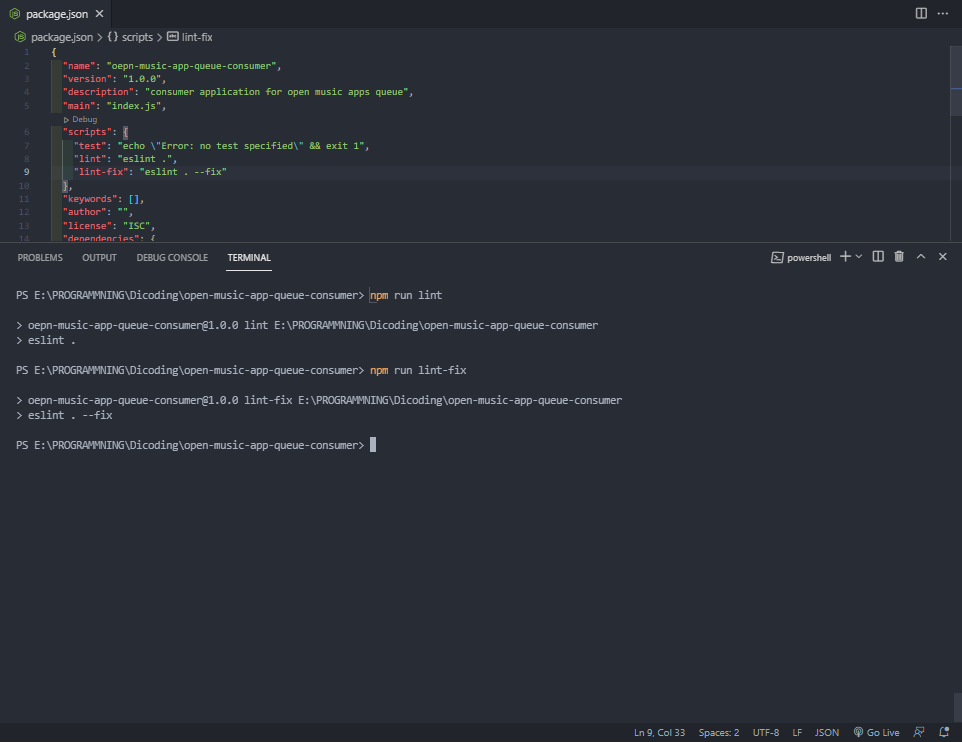 package.json
package.json > {} scripts > lint-fix
1 {
2 "name": "oepn-music-app-queue-consumer",
3 "version": "1.0.0",
4 "description": "consumer application for open music apps queue",
5 "main": "index.js",
Debug
6 "scripts": {
7 "test": "echo \"Error: no test specified\" && exit 1",
8 "lint": "eslint .",
9 "lint-fix": "eslint . --fix"
10 },
11 "keywords": [],
12 "author": "",
13 "license": "ISC",
14 "dependencies": {
PROBLEMS OUTPUT DEBUG CONSOLE TERMINAL powershell
PS E:\PROGRAMMNING\Dicoding\open-music-app-queue-consumer> npm run lint
> oepn-music-app-queue-consumer@1.0.0 lint E:\PROGRAMMNING\Dicoding\open-music-app-queue-consumer
> eslint .
PS E:\PROGRAMMNING\Dicoding\open-music-app-queue-consumer> npm run lint-fix
> oepn-music-app-queue-consumer@1.0.0 lint-fix E:\PROGRAMMNING\Dicoding\open-music-app-queue-consumer
> eslint . --fix
PS E:\PROGRAMMNING\Dicoding\open-music-app-queue-consumer>
Ln 9, Col 33 Spaces: 2 UTF-8 LF JSON Go Live